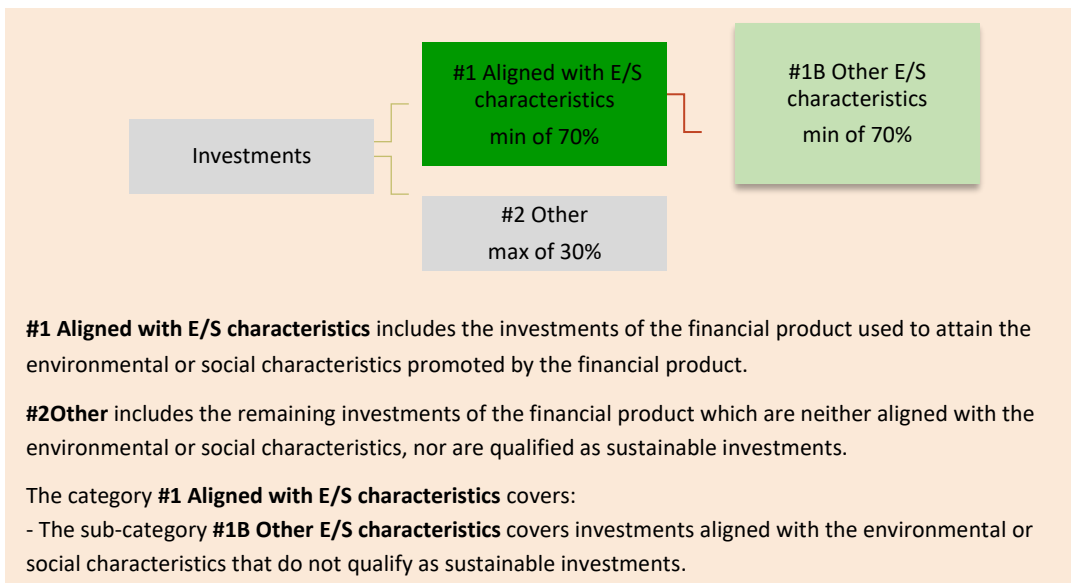 #1 Aligned with E/S
characteristics
min of 70%
#1B Other E/S
characteristics
min of 70%
Investments
#2 Other
max of 30%
#1 Aligned with E/S characteristics includes the investments of the financial product used to attain the
environmental or social characteristics promoted by the financial product.
#2Other includes the remaining investments of the financial product which are neither aligned with the
environmental or social characteristics, nor are qualified as sustainable investments.
The category #1 Aligned with E/S characteristics covers:
- The sub-category #1B Other E/S characteristics covers investments aligned with the environmental or
social characteristics that do not qualify as sustainable investments.